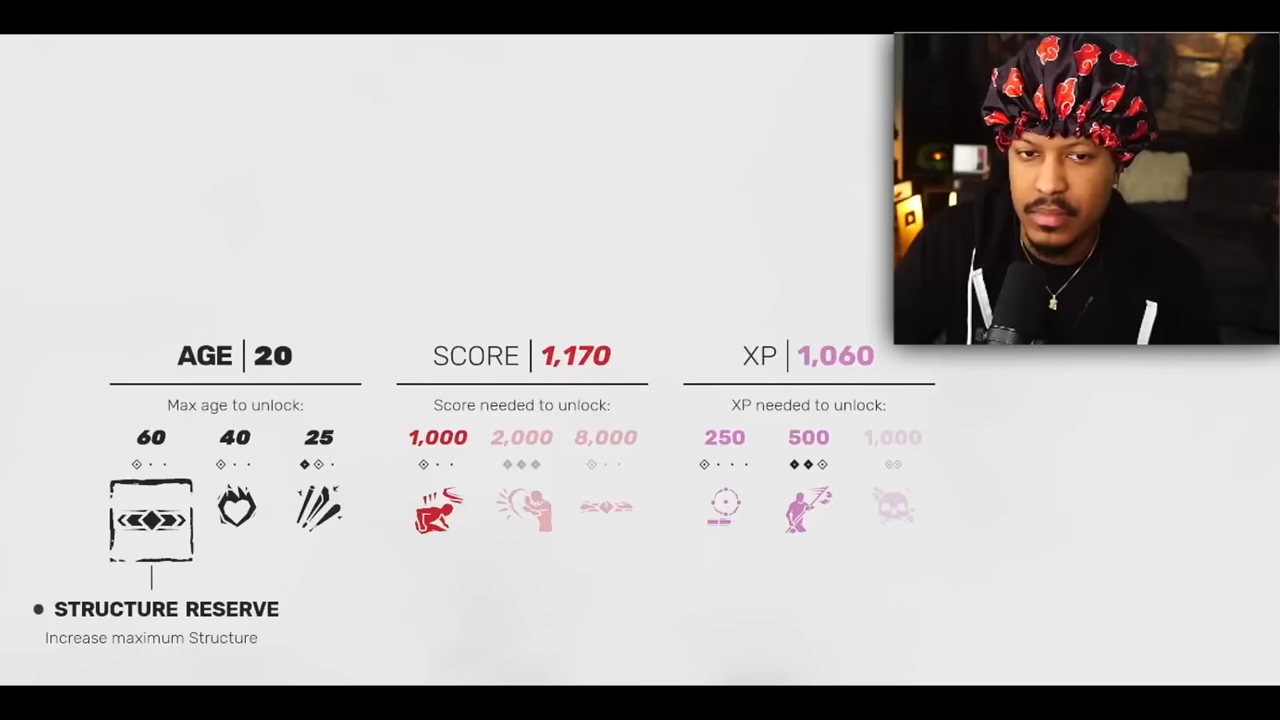 AGE | 20
SCORE | 1,170
XP | 1,060
Max age to unlock:
Score needed to unlock:
XP needed to unlock:
60 40 25
1,000 2,000 8,000
250 500 1,000
STRUCTURE RESERVE
Increase maximum Structure